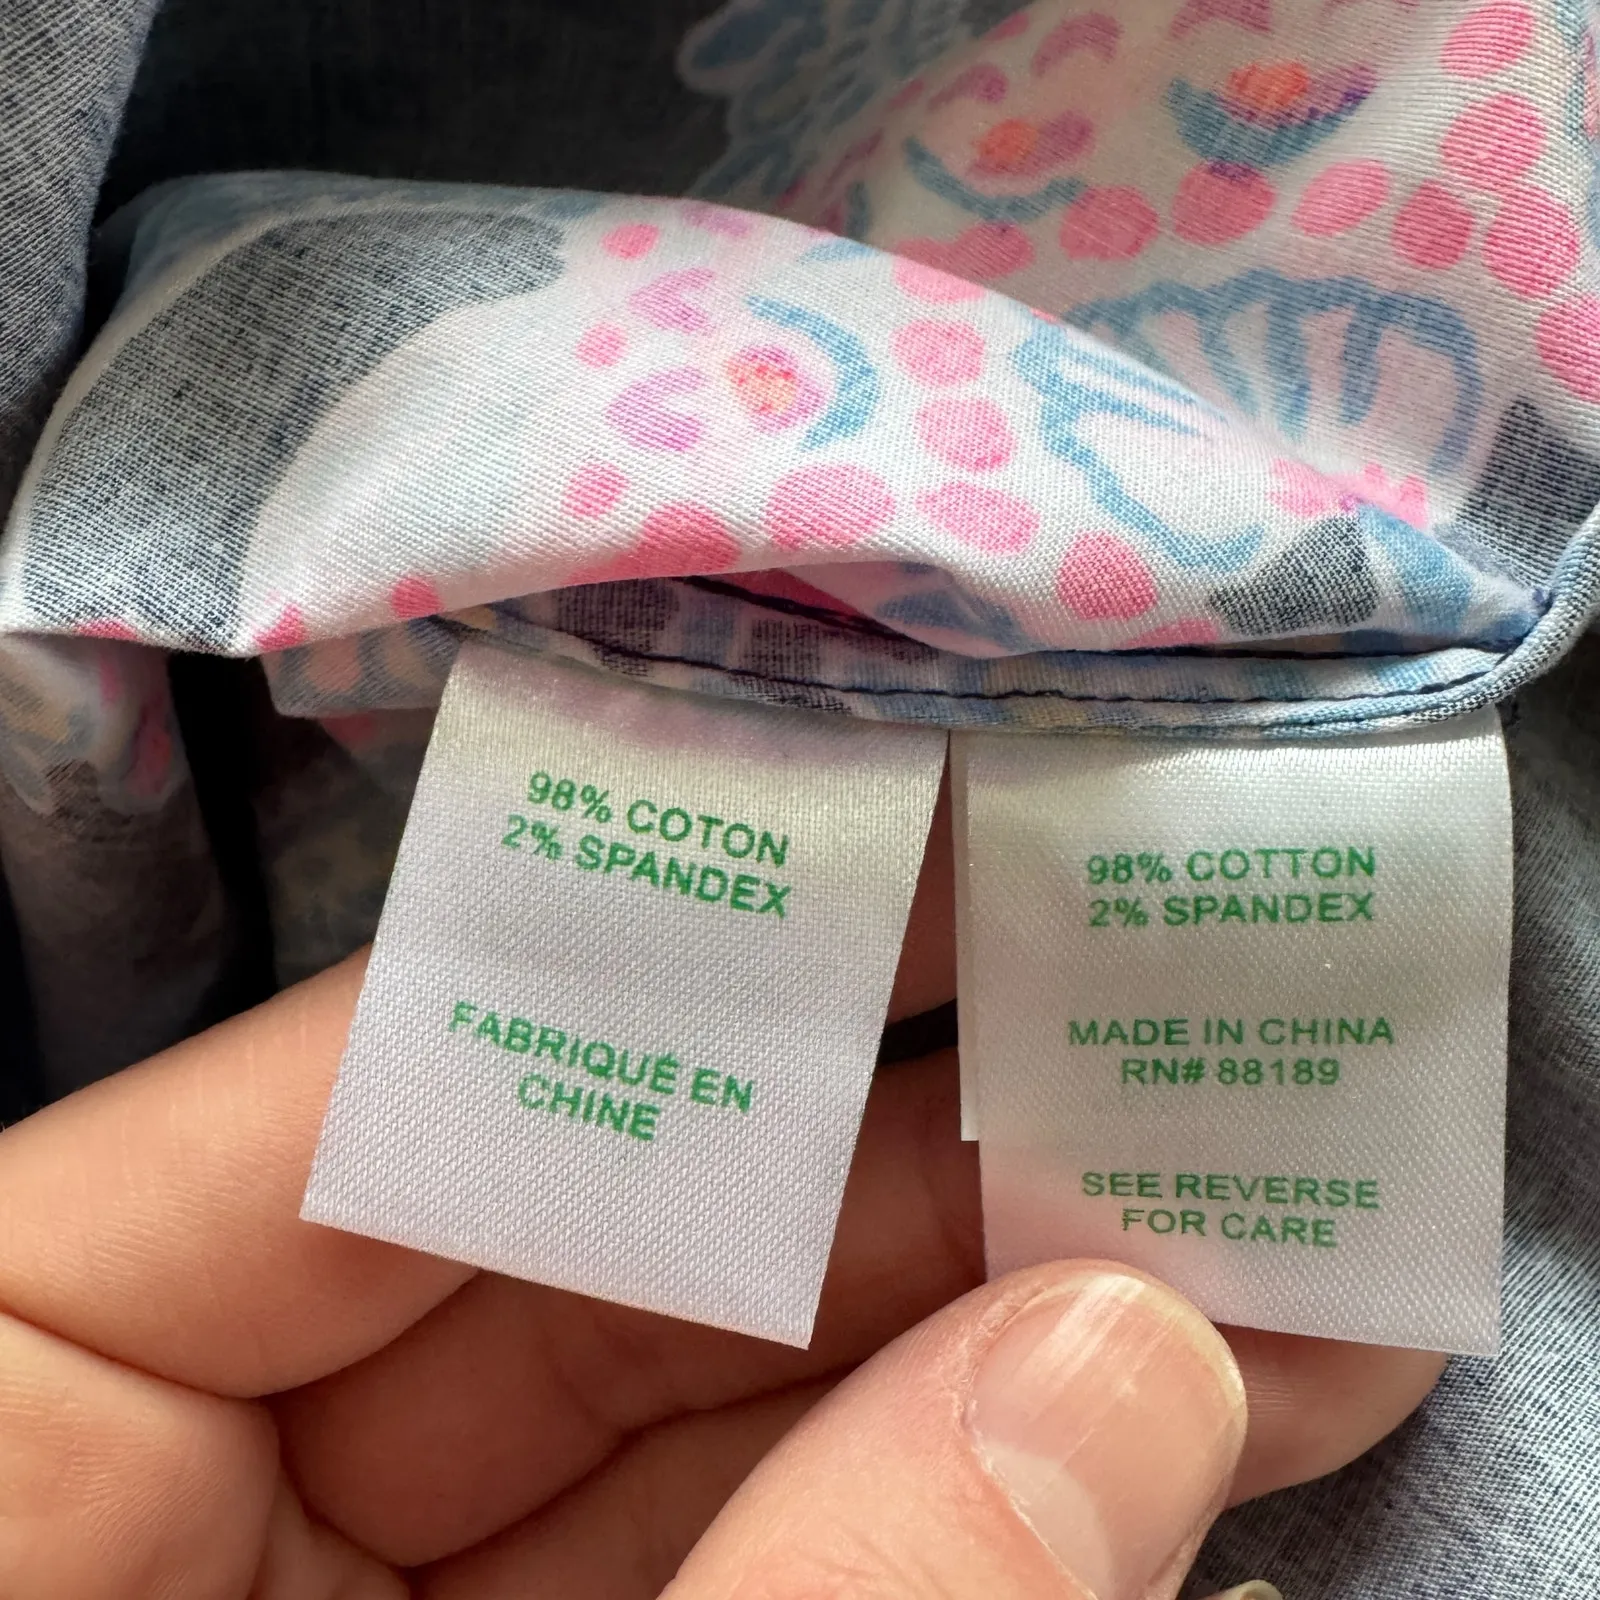 98% COTON
2% SPANDEX
FABRIQUÉ EN
CHINE
98% COTTON
2% SPANDEX
MADE IN CHINA
RN# 88189
SEE REVERSE
FOR CARE